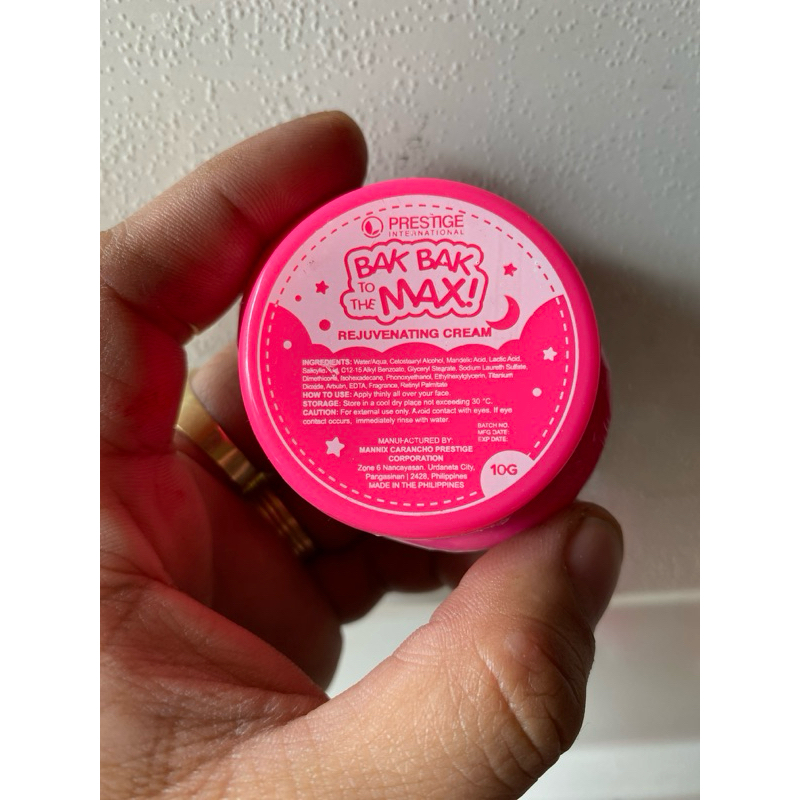 PRESTIGE
INTERNATIONAL
BAK BAK
TO THE MAX!
REJUVENATING CREAM
INGREDIENTS: Water/Aqua, Cetostearyl Alcohol, Mandelic Acid, Lactic Acid,
C12-15 Alkyl Benzoate, Glyceryl Stearate, Sodium Laureth Sulfate,
Dimethicone, Isohexadecane, Phenoxyethanol, Ethylhexylglycerin, Titanium
Dioxide, Arbutin, EDTA, Fragrance, Retinyl Palmitate
HOW TO USE: Apply thinly all over your face.
STORAGE: Store in a cool dry place not exceeding 30 °C.
CAUTION: For external use only. Avoid contact with eyes. If eye
contact occurs, immediately rinse with water.
BATCH NO.
MFG DATE:
EXP DATE:
MANUFACTURED BY:
MANNIX CARANCHO PRESTIGE
CORPORATION
Zone 6 Nancayasan, Urdaneta City,
Pangasinan | 2428, Philippines
MADE IN THE PHILIPPINES
10G